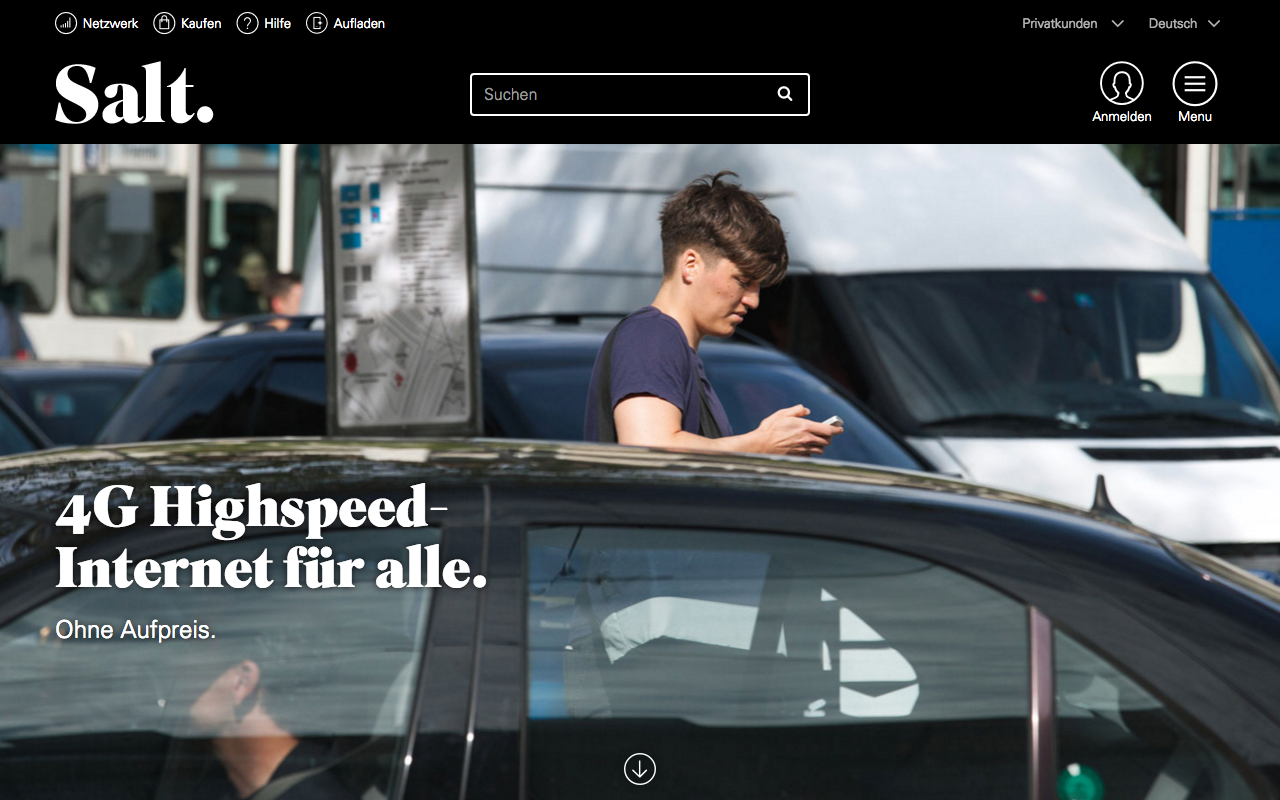 Netzwerk Kaufen Hilfe Aufladen Privatkunden Deutsch
Salt.
Suchen
Anmelden Menu
4G Highspeed-
Internet für alle.
Ohne Aufpreis.